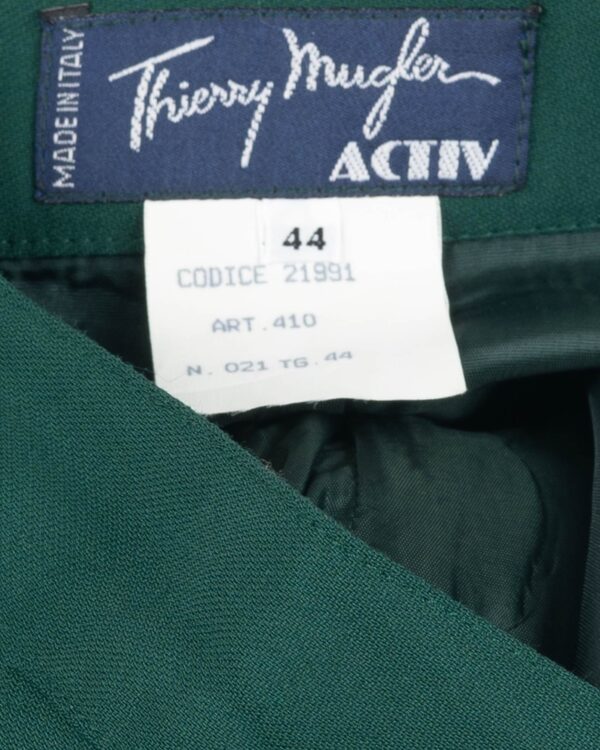 MADE IN ITALY
Thierry Mugler
ACTIV
44
CODICE 21991
ART.410
N. 021 TG.44